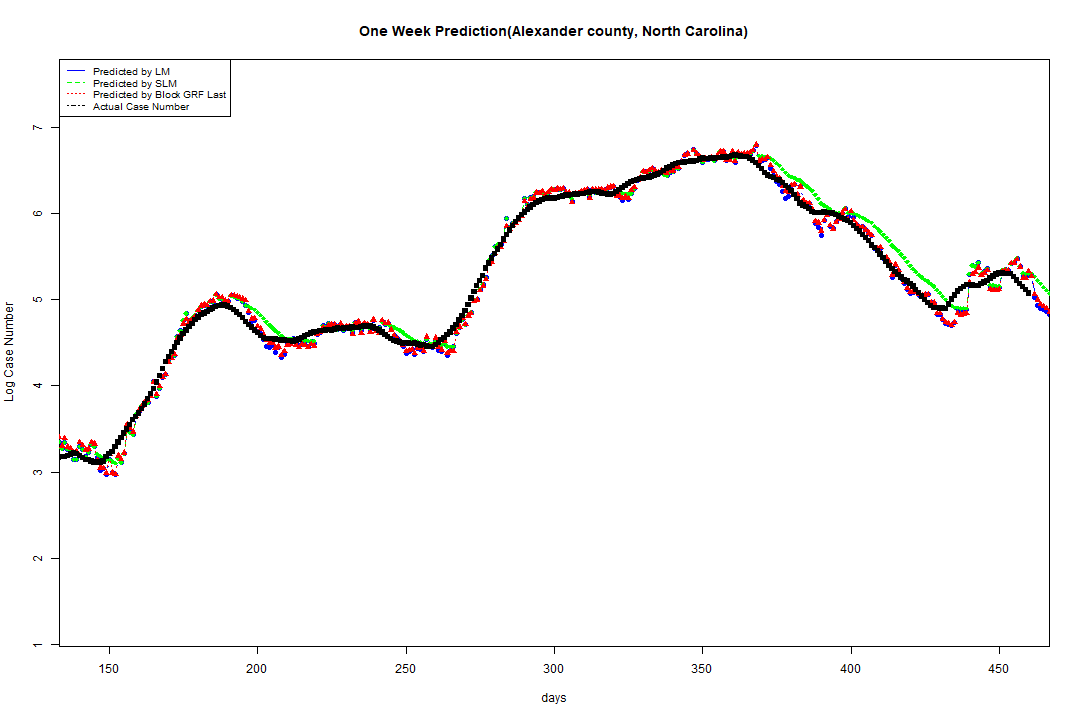 One Week Prediction(Alexander county, North Carolina)
Predicted by LM
Predicted by SLM
Predicted by Block GRF Last
Actual Case Number
Log Case Number
7
6
5
4
3
2
1
150 200 250 300 350 400 450
days